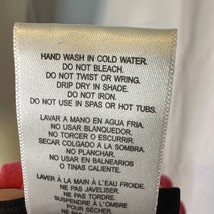 HAND WASH IN COLD WATER.
DO NOT BLEACH.
DO NOT TWIST OR WRING.
DRIP DRY IN SHADE.
DO NOT IRON.
DO NOT USE IN SPAS OR HOT TUBS.
LAVAR A MANO EN AGUA FRIA.
NO USAR BLANQUEDOR.
NO TORCER O ESCURRIR.
SECAR COLGADO A LA SOMBRA.
NO PLANCHAR.
NO USAR EN BALNEARIOS
O TINAS CALIENTE.
LAVER À LA MAIN À L'EAU FROIDE.
NE PAS JAVELISER.
NE PAS TORDRE.
SUSPENDRE À L'OMBRE
POUR SÉCHER.